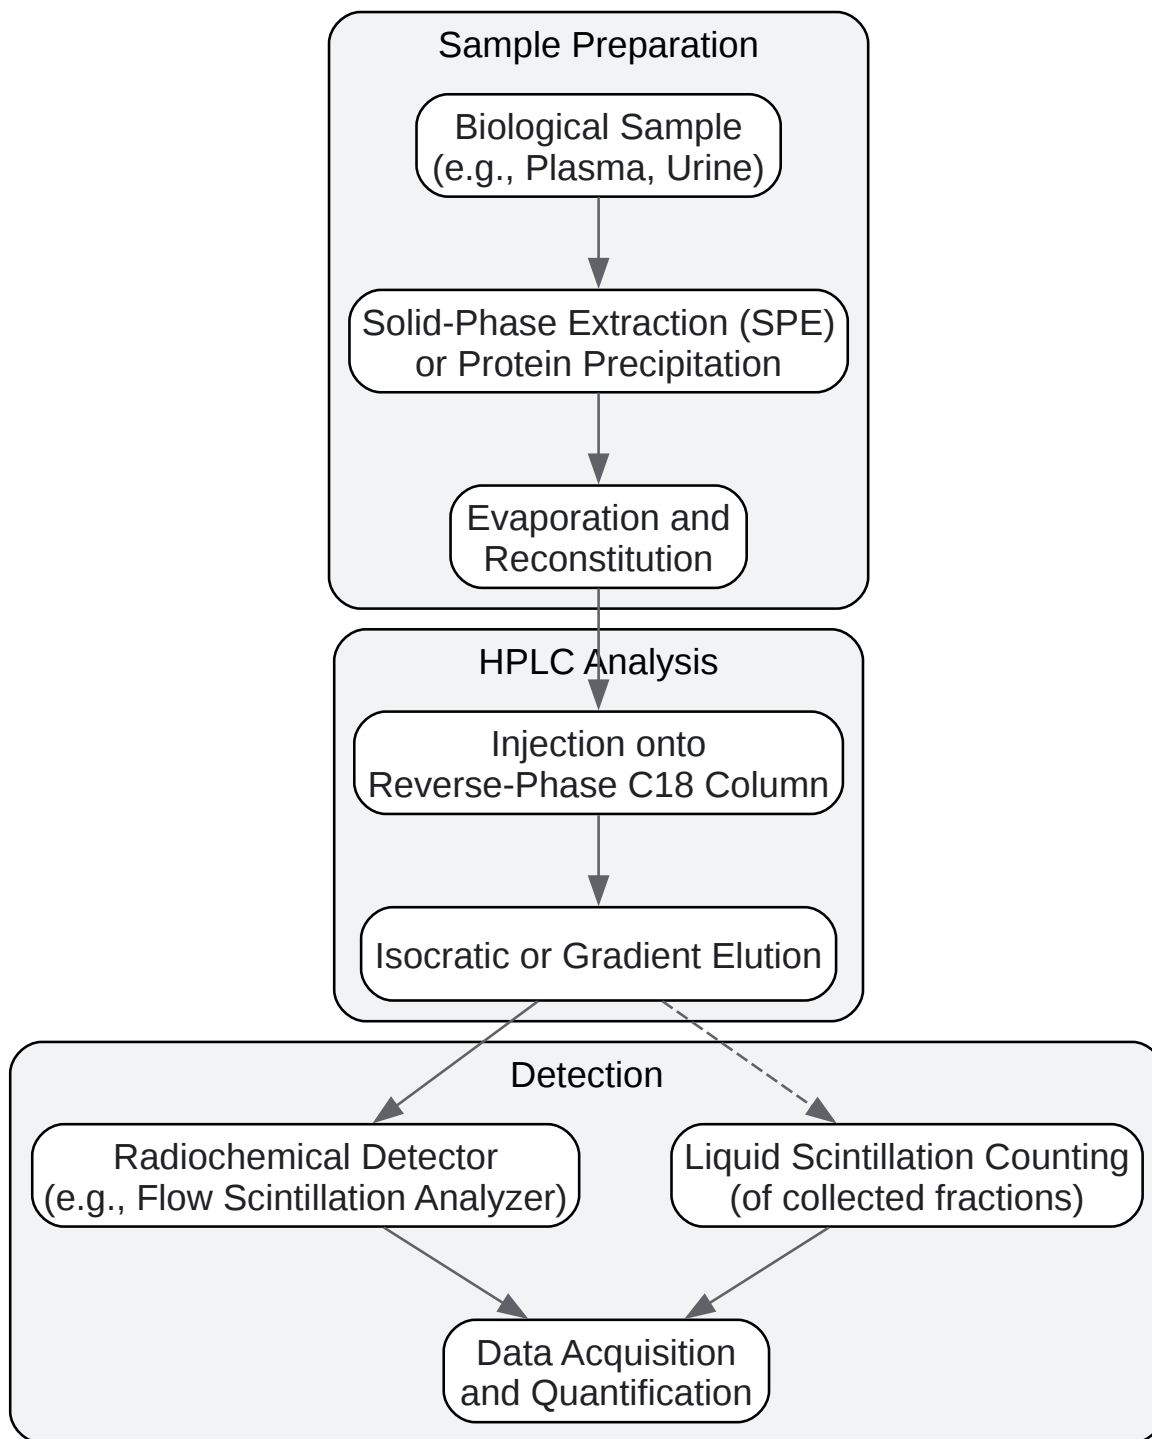 Sample Preparation
Biological Sample
(e.g., Plasma, Urine)
Solid-Phase Extraction (SPE)
or Protein Precipitation
Evaporation and
Reconstitution
HPLC Analysis
Injection onto
Reverse-Phase C18 Column
Isocratic or Gradient Elution
Detection
Radiochemical Detector
(e.g., Flow Scintillation Analyzer)
Liquid Scintillation Counting
(of collected fractions)
Data Acquisition
and Quantification